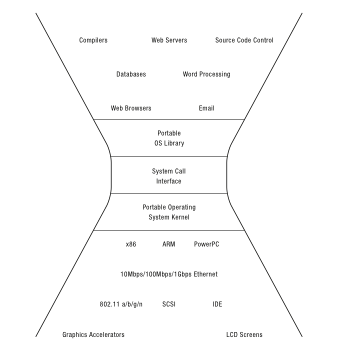 Compilers Web Servers Source Code Control
Databases Word Processing
Web Browsers Email
Portable
OS Library
System Call
Interface
Portable Operating
System Kernel
x86 ARM PowerPC
10Mbps/100Mbps/1Gbps Ethernet
802.11 a/b/g/n SCSI IDE
Graphics Accelerators LCD Screens